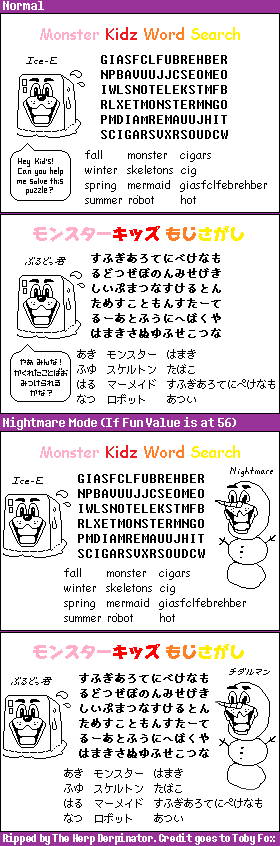 Normal
Monster Kidz Word Search
Ice-E
GIASFCLFUBREHBER
NPBAVUUJJCSEOMEO
IWLSNOTELEKSTMFB
RLXETMONSTERMNGO
PMDIAMREMAUUJHIT
SCIGARSVXRSOUDCW
Hey Kid's!
Can you help
me Solve this
puzzle?
fall monster cigars
winter skeletons cig
spring mermaid giasfclfebrehber
summer robot hot
モンスターキッズ もじさがし
ぷるどぅ君
すふぎあろてにぺけなも
るどつぜぼのんみせげき
しいぷまつなすけるとん
ためすこともんすたーて
るーあとふうにへぼくや
はまきさぬゆふせこつな
やあ みんな!
かくれたことばお
みつけられる
かな?
あき モンスター はまき
ふゆ スケルトン たばこ
はる マーメイド すふぎあろてにぺけなも
なつ ロボット あつい
Nightmare Mode (If Fun Value is at 56)
Monster Kidz Word Search
Ice-E
Nightmare
GIASFCLFUBREHBER
NPBAVUUJJCSEOMEO
IWLSNOTELEKSTMFB
RLXETMONSTERMNGO
PMDIAMREMAUUJHIT
SCIGARSVXRSOUDCW
fall monster cigars
winter skeletons cig
spring mermaid giasfclfebrehber
summer robot hot
モンスターキッズ もじさがし
ぷるどぅ君
チダルマン
すふぎあろてにぺけなも
るどつぜぼのんみせげき
しいぷまつなすけるとん
ためすこともんすたーて
るーあとふうにへぼくや
はまきさぬゆふせこつな
あき モンスター はまき
ふゆ スケルトン たばこ
はる マーメイド すふぎあろてにぺけなも
なつ ロボット あつい
Ripped by The Herp Derpinator. Credit goes to Toby Fox